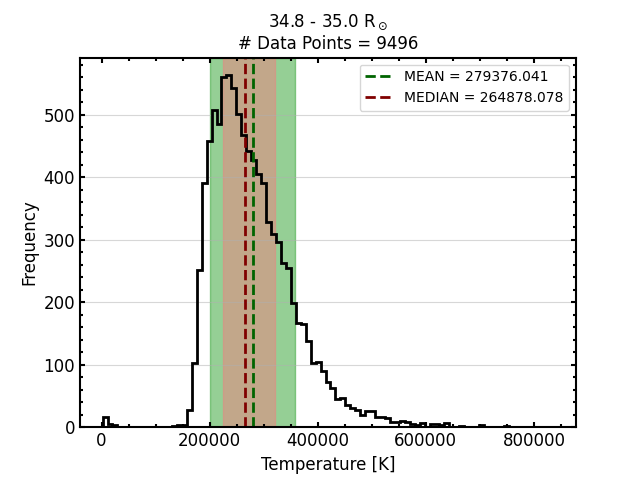 34.8 - 35.0 R⊙
# Data Points = 9496
MEAN = 279376.041
MEDIAN = 264878.078
500
400
300
200
100
0
Frequency
0 200000 400000 600000 800000
Temperature [K]